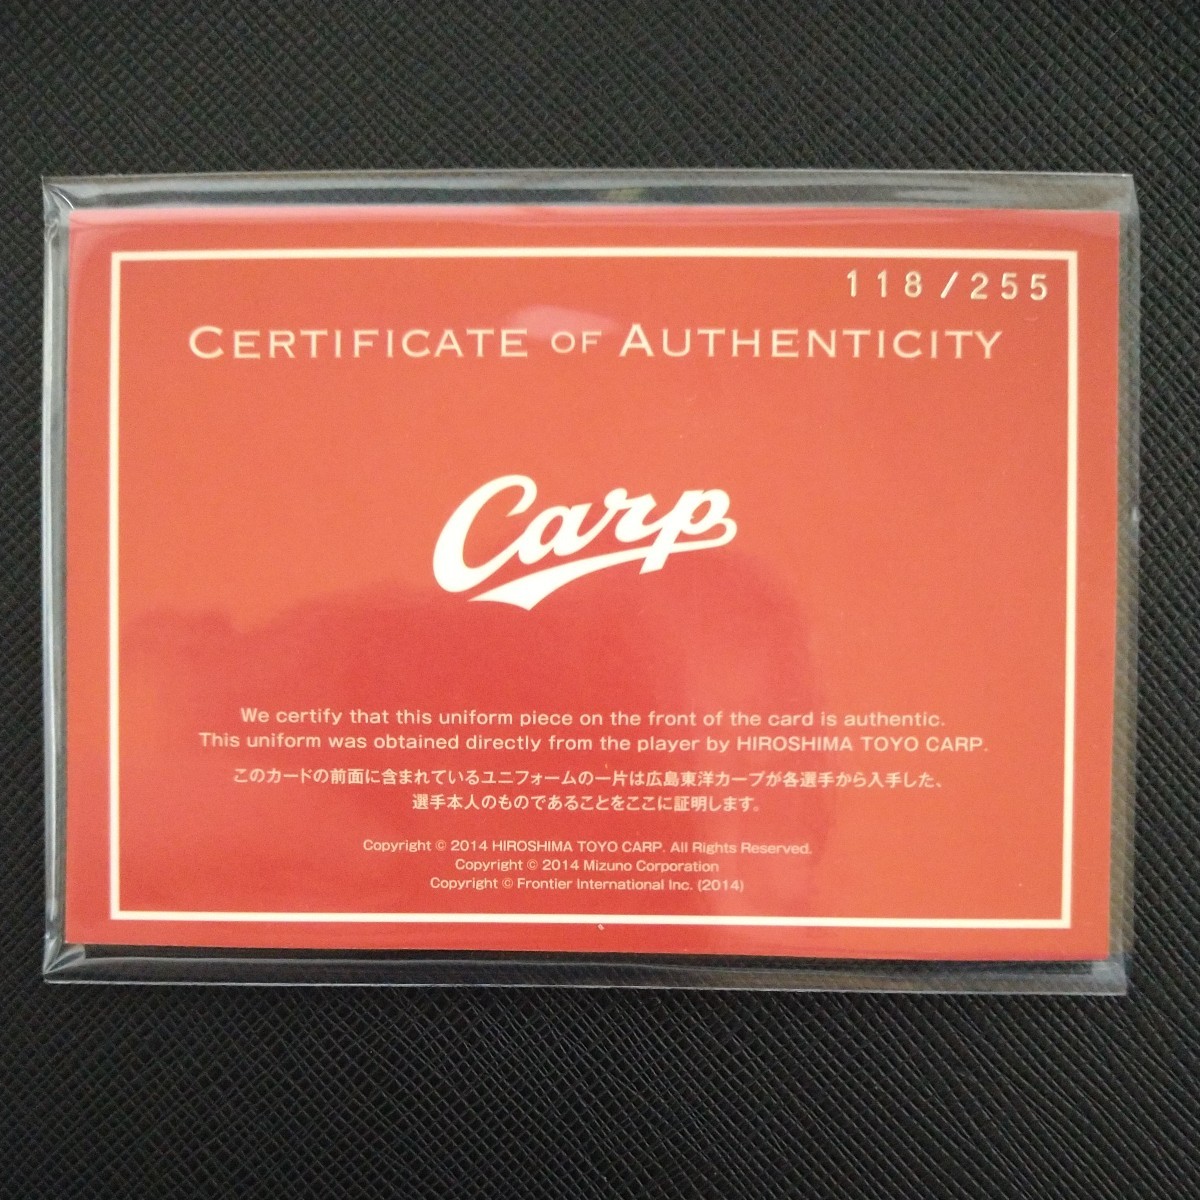 118/255
CERTIFICATE OF AUTHENTICITY
Carp
We certify that this uniform piece on the front of the card is authentic.
This uniform was obtained directly from the player by HIROSHIMA TOYO CARP.
このカードの前面に含まれているユニフォームの一片は広島東洋カープが各選手から入手した、
選手本人のものであることをここに証明します。
Copyright © 2014 HIROSHIMA TOYO CARP. All Rights Reserved.
Copyright © 2014 Mizuno Corporation
Copyright © Frontier International Inc. (2014)